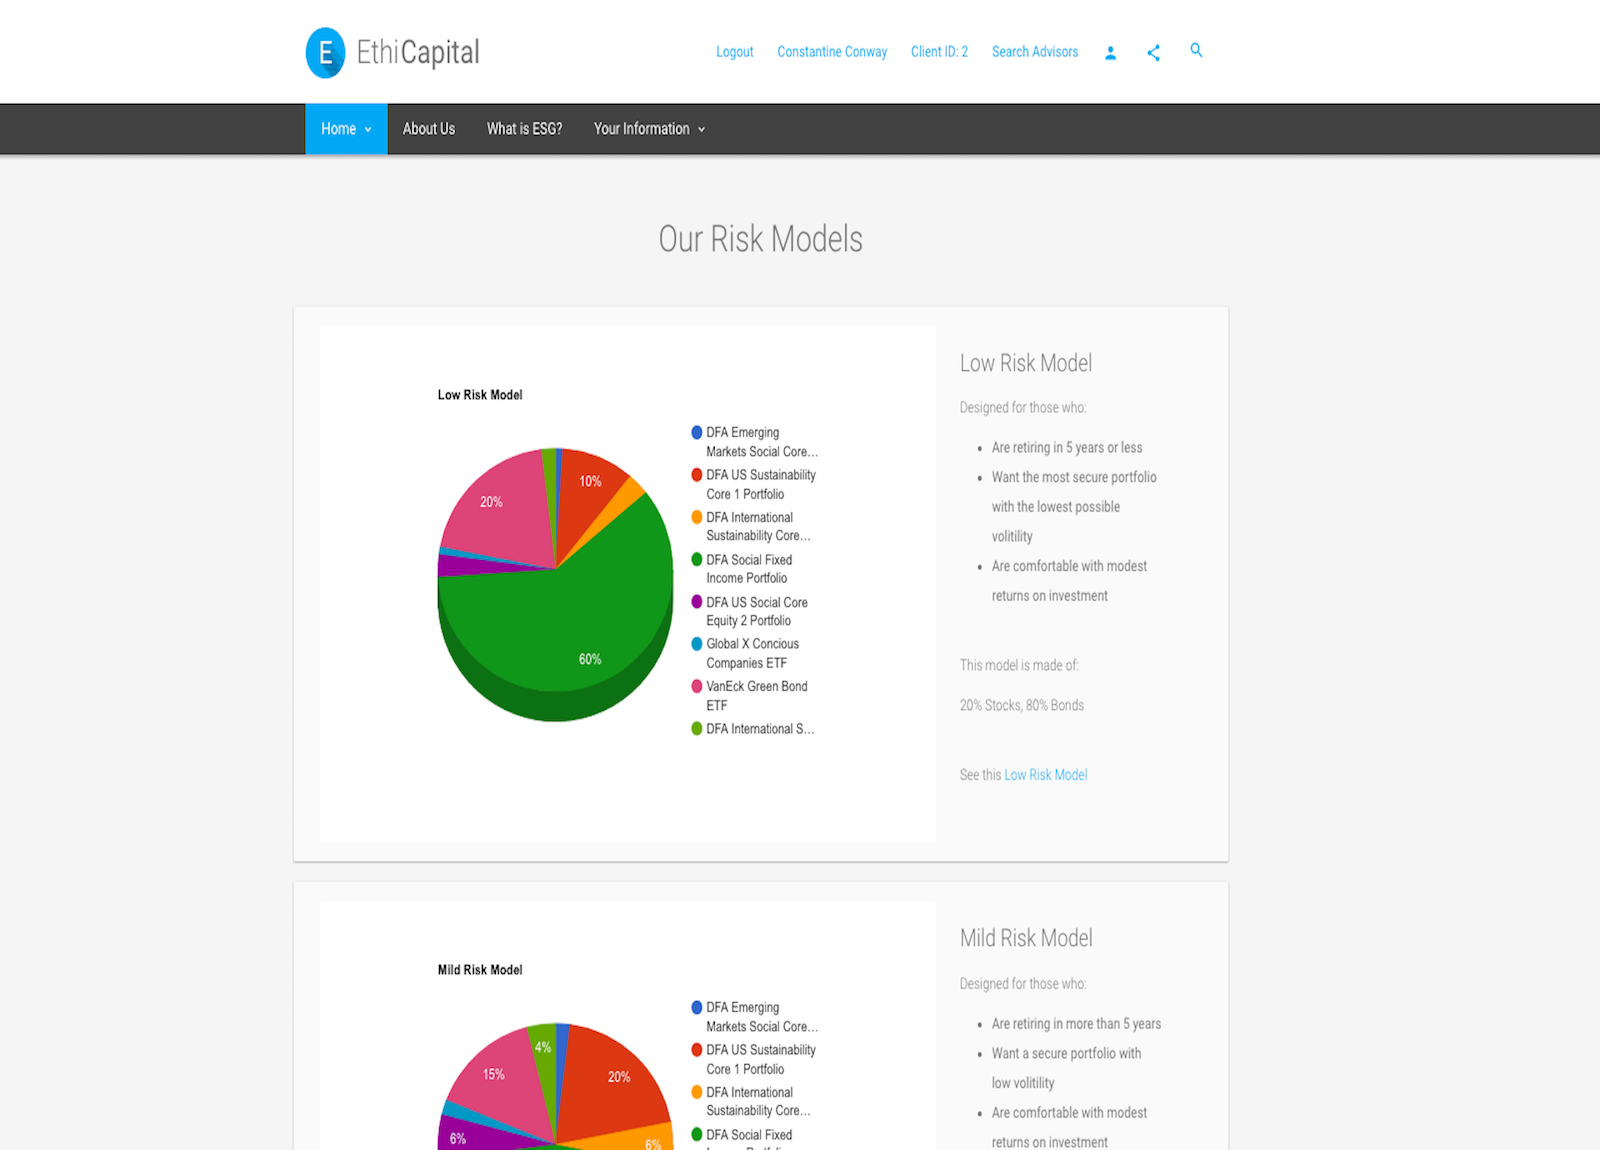 E EthiCapital
Logout Constantine Conway Client ID: 2 Search Advisors
Home About Us What is ESG? Your Information
Our Risk Models
Low Risk Model
10%
20%
60%
DFA Emerging
Markets Social Core...
DFA US Sustainability
Core 1 Portfolio
DFA International
Sustainability Core...
DFA Social Fixed
Income Portfolio
DFA US Social Core
Equity 2 Portfolio
Global X Concious
Companies ETF
VanEck Green Bond
ETF
DFA International S...
Low Risk Model
Designed for those who:
• Are retiring in 5 years or less
• Want the most secure portfolio
with the lowest possible
volitility
• Are comfortable with modest
returns on investment
This model is made of:
20% Stocks, 80% Bonds
See this Low Risk Model
Mild Risk Model
4%
15%
20%
6%
6%
DFA Emerging
Markets Social Core...
DFA US Sustainability
Core 1 Portfolio
DFA International
Sustainability Core...
DFA Social Fixed
Mild Risk Model
Designed for those who:
• Are retiring in more than 5 years
• Want a secure portfolio with
low volitility
• Are comfortable with modest
returns on investment